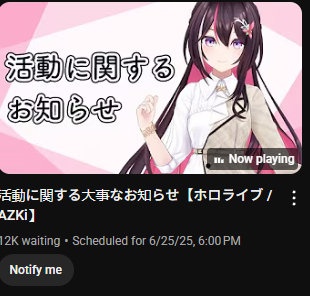 活動に関する
お知らせ
Now playing
活動に関する大事なお知らせ【ホロライブ /
AZKi】
12K waiting • Scheduled for 6/25/25, 6:00 PM
Notify me